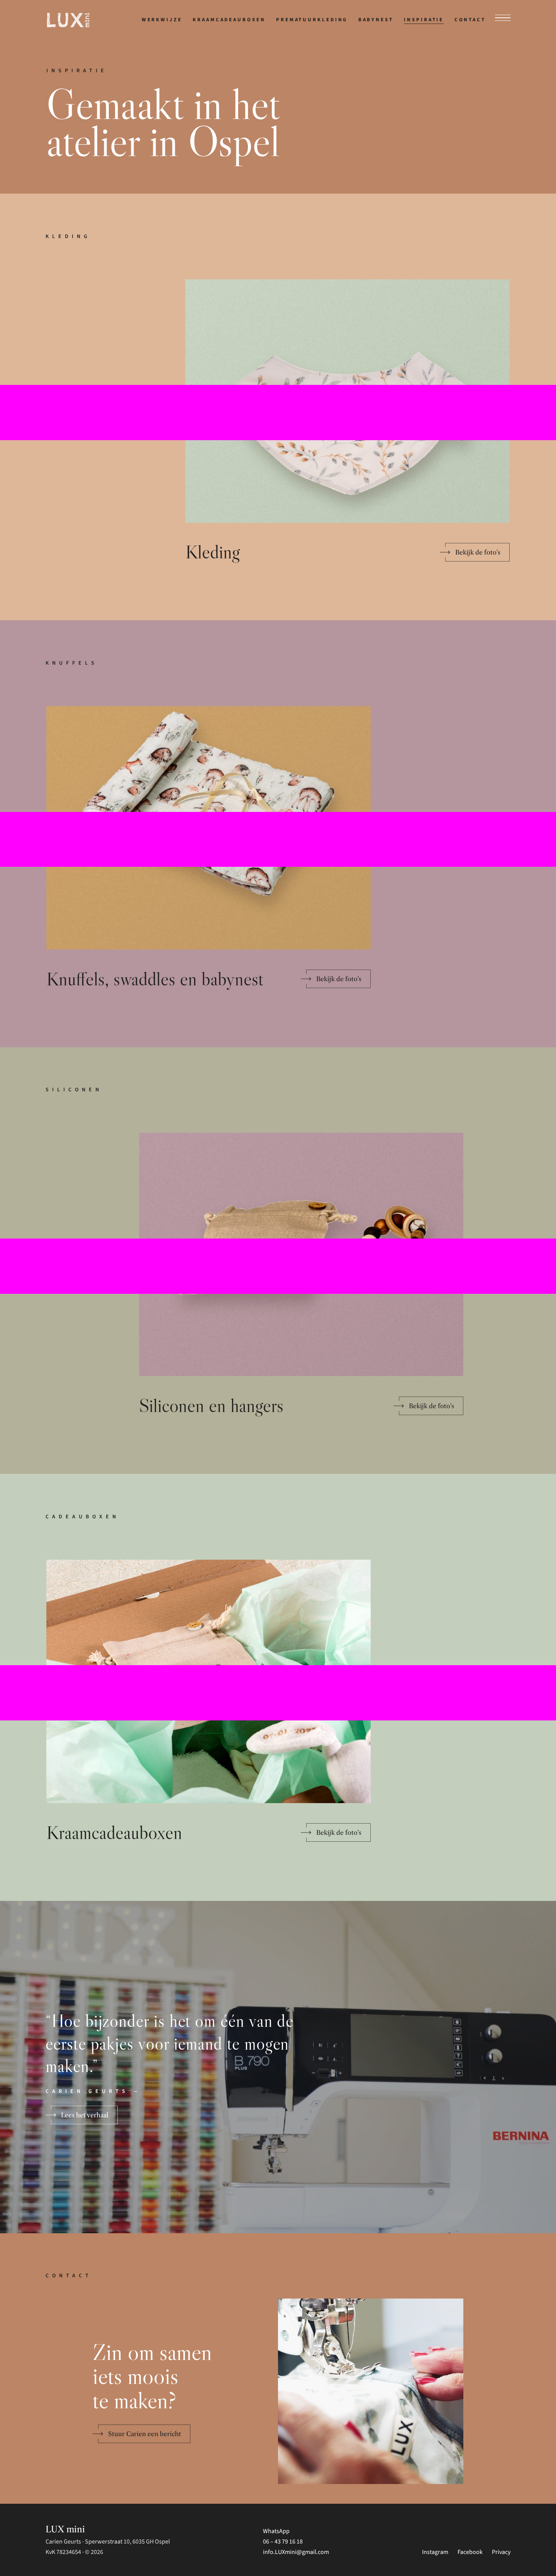 LUX mini
WERKWIJZE KRAAMCADEAUBOXEN PREMATUURKLEDING BABYNEST INSPIRATIE CONTACT
INSPIRATIE
Gemaakt in het
atelier in Ospel
KLEDING
Kleding
Bekijk de foto's
KNUFFELS
Knuffels, swaddles en babynest
Bekijk de foto's
SILICONEN
Siliconen en hangers
Bekijk de foto's
CADEAUBOXEN
Kraamcadeauboxen
Bekijk de foto's
“Hoe bijzonder is het om één van de
eerste pakjes voor iemand te mogen
maken.”
CARIEN GEURTS —
Lees het verhaal
B 790
PLUS
BERNINA
CONTACT
Zin om samen
iets moois
te maken?
Stuur Carien een bericht
LUX
LUX mini
Carien Geurts · Sperwerstraat 10, 6035 GH Ospel
KvK 78234654 · © 2026
WhatsApp
06 – 43 79 16 18
info.LUXmini@gmail.com
Instagram Facebook Privacy